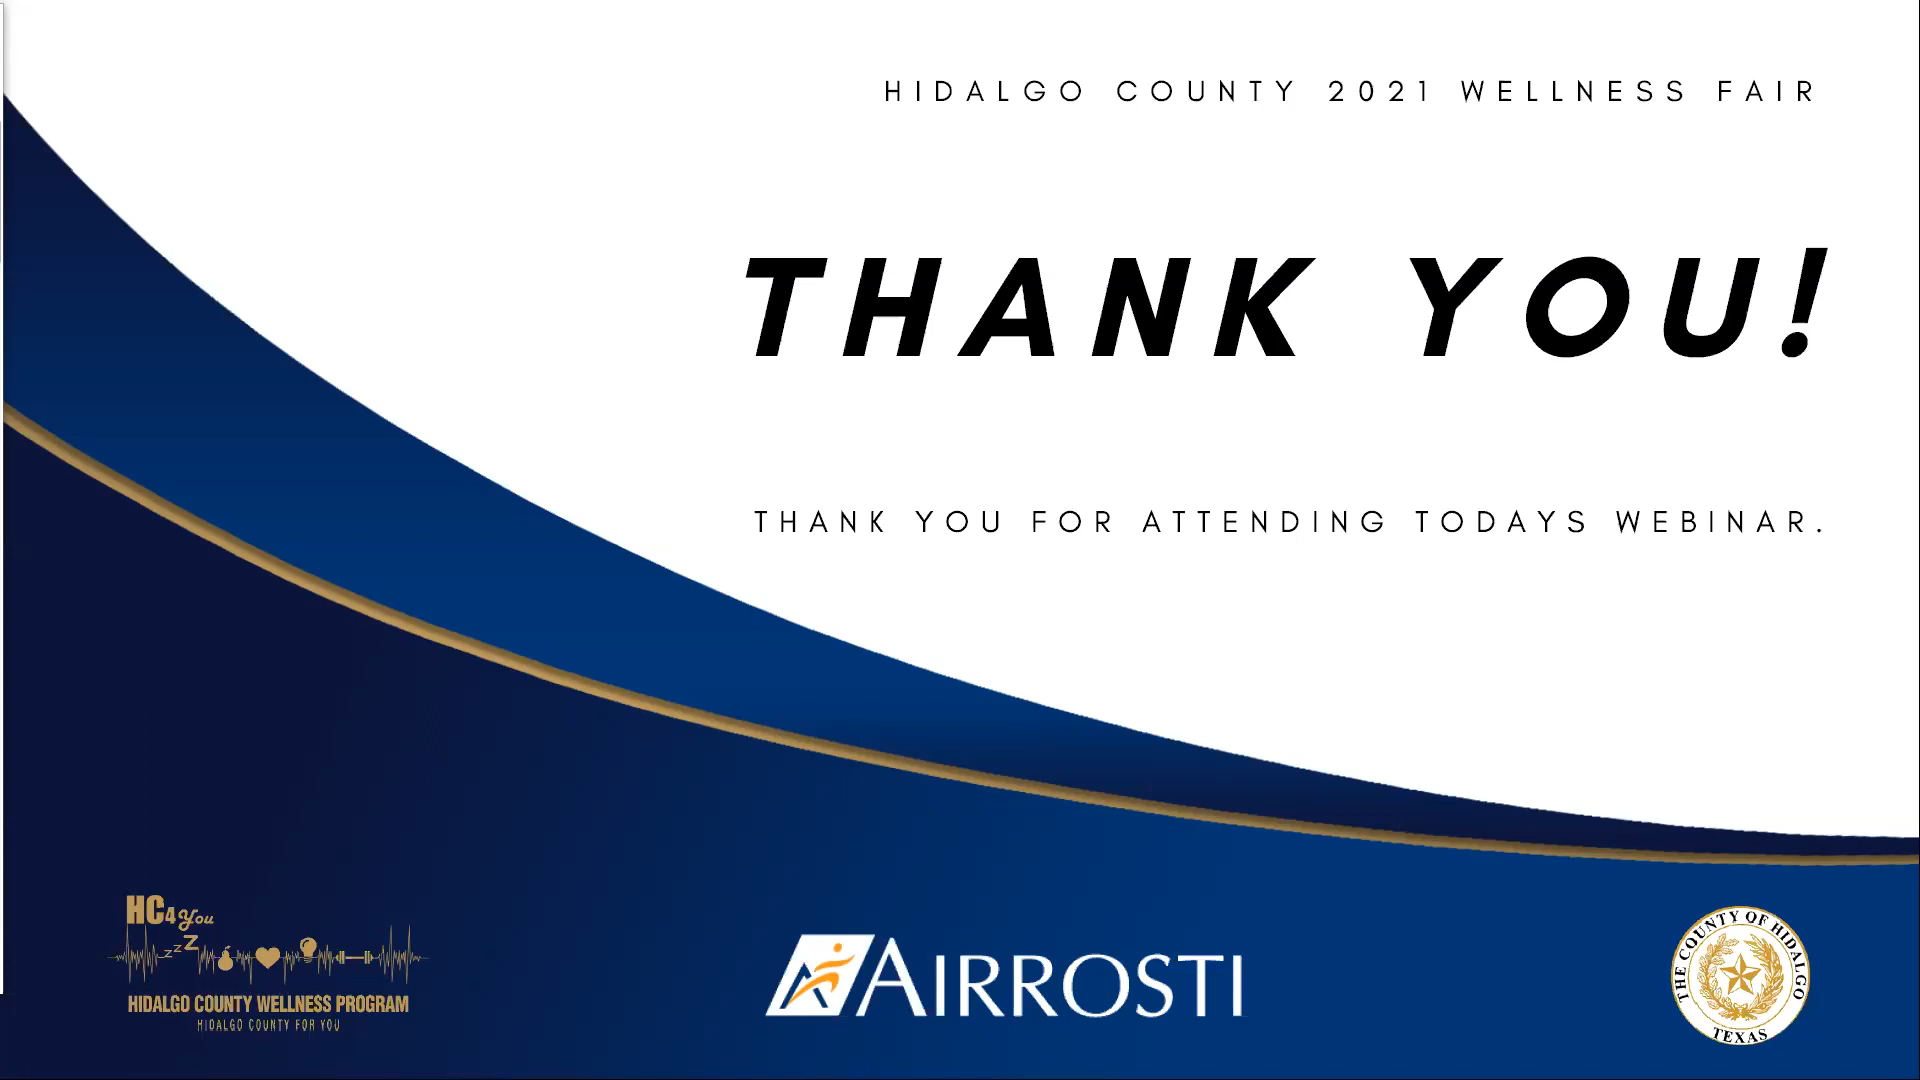 HIDALGO COUNTY 2021 WELLNESS FAIR
THANK YOU!
THANK YOU FOR ATTENDING TODAYS WEBINAR.
HC4You
zzZ
HIDALGO COUNTY WELLNESS PROGRAM
HIDALGO COUNTY FOR YOU
AIRROSTI
THE COUNTY OF HIDALGO
TEXAS